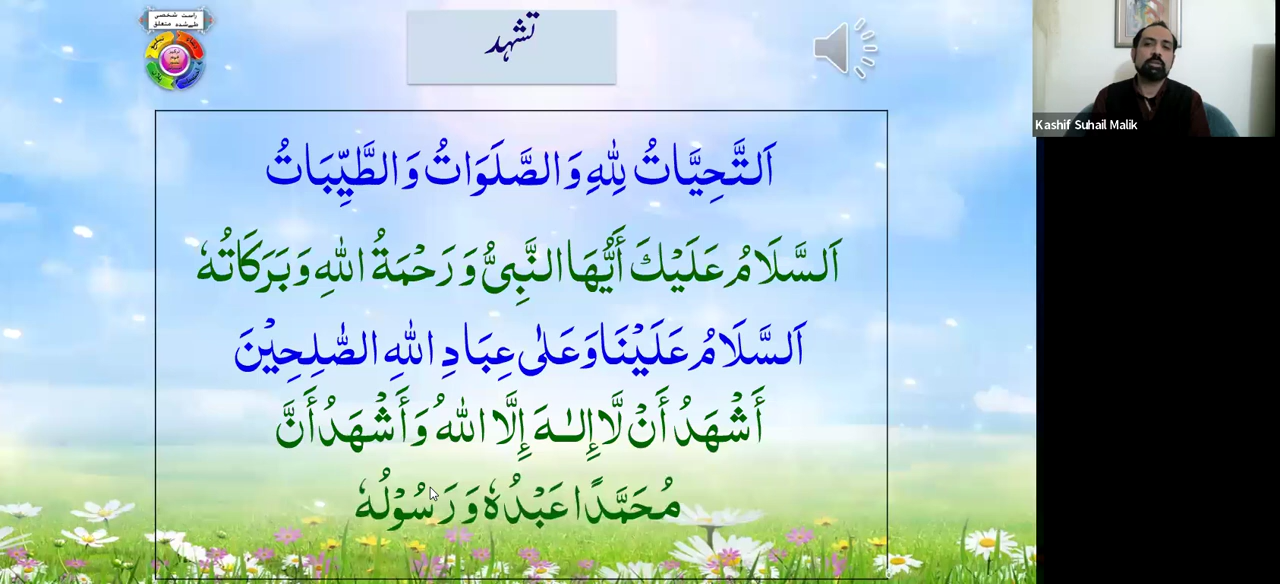 تشہد
اَلتَّحِيَّاتُ لِلّٰهِ وَالصَّلَوَاتُ وَالطَّيِّبَاتُ
اَلسَّلَامُ عَلَيْكَ أَيُّهَا النَّبِىُّ وَرَحْمَةُ اللّٰهِ وَبَرَكَاتُهٗ
اَلسَّلَامُ عَلَيْنَا وَعَلٰى عِبَادِ اللّٰهِ الصّٰلِحِيْنَ
أَشْهَدُ أَنْ لَّا إِلٰـهَ إِلَّا اللّٰهُ وَأَشْهَدُ أَنَّ
مُحَمَّدًا عَبْدُهٗ وَرَسُوْلُهٗ
Kashif Suhail Malik